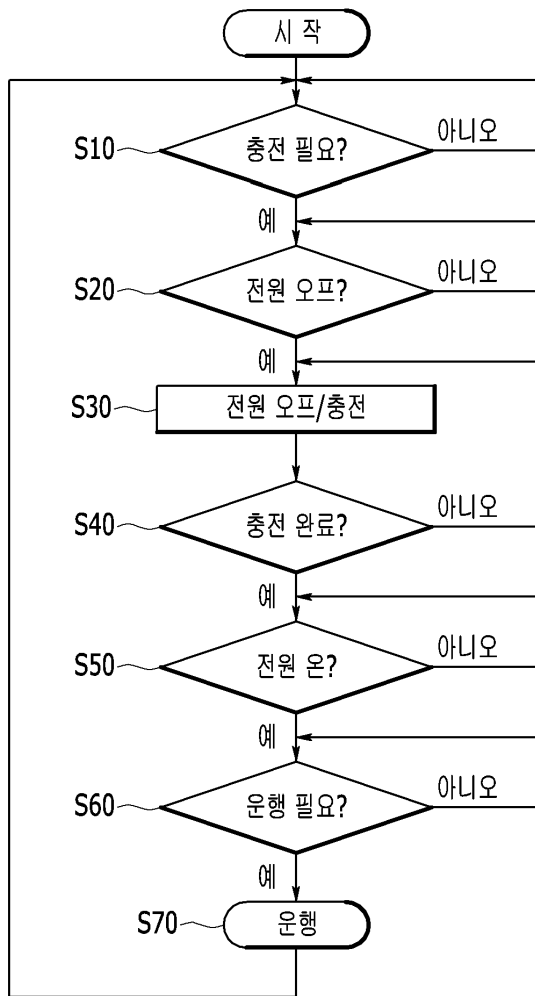 시 작
S10
충전 필요?
아니오
예
S20
전원 오프?
아니오
예
S30
전원 오프/충전
S40
충전 완료?
아니오
예
S50
전원 온?
아니오
예
S60
운행 필요?
아니오
예
S70
운행